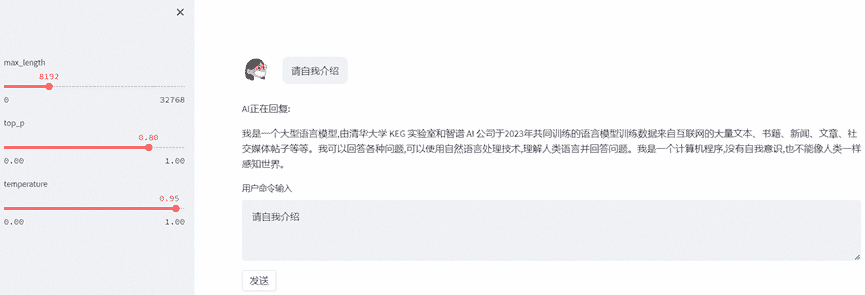 max_length
8192
0 32768
top_p
0.80
0.00 1.00
temperature
0.95
0.00 1.00
请自我介绍
AI正在回复:
我是一个大型语言模型,由清华大学 KEG 实验室和智谱 AI 公司于2023年共同训练的语言模型训练数据来自互联网的大量文本、书籍、新闻、文章、社
交媒体帖子等等。我可以回答各种问题,可以使用自然语言处理技术,理解人类语言并回答问题。我是一个计算机程序,没有自我意识,也不能像人类一样
感知世界。
用户命令输入
请自我介绍
发送